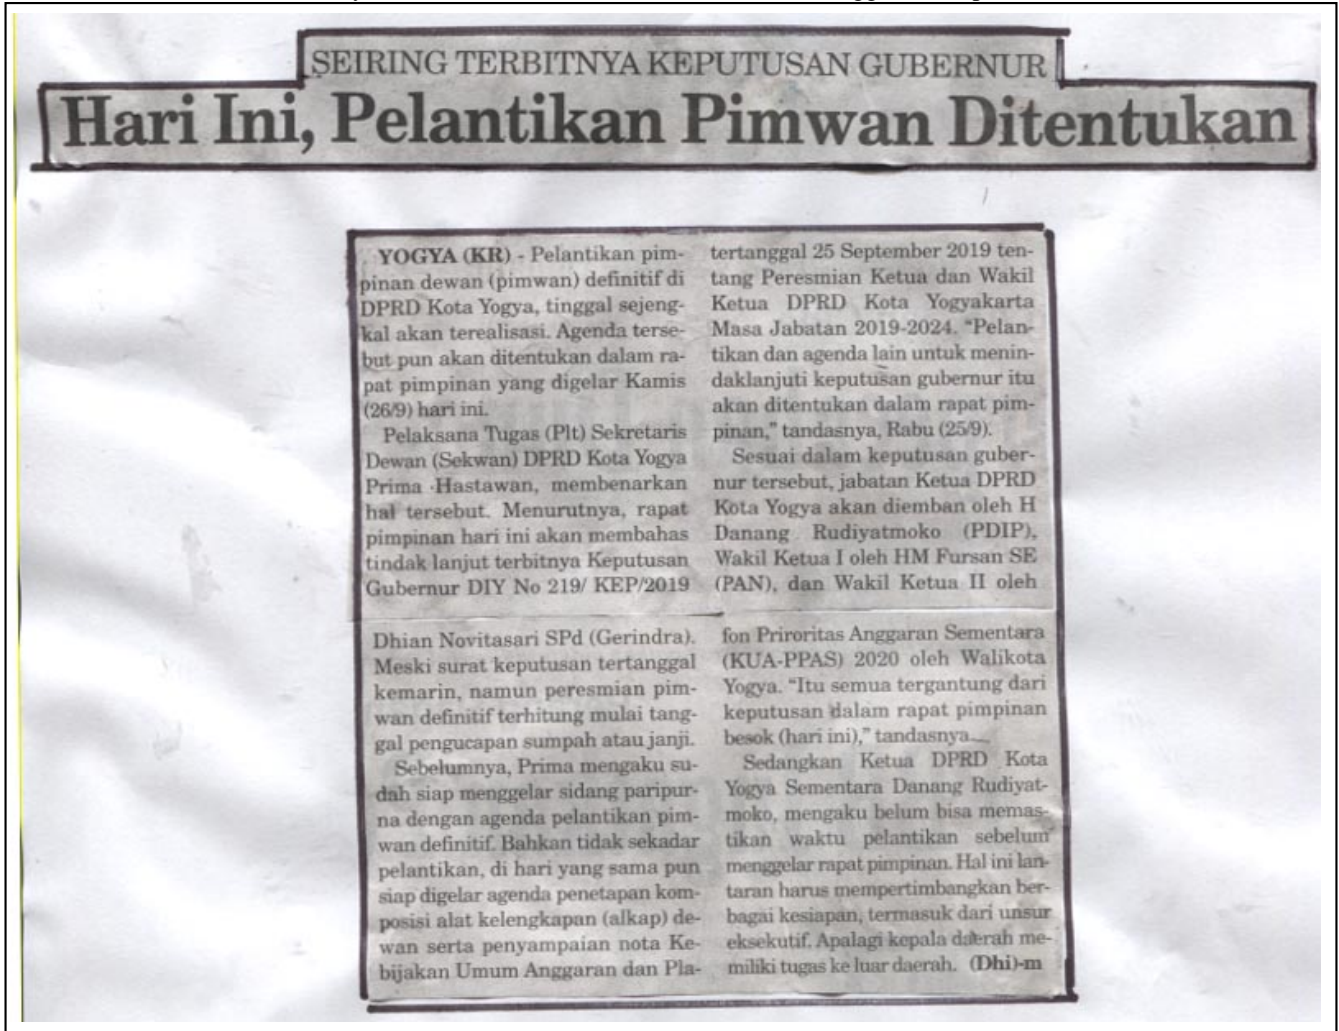 SEIRING TERBITNYA KEPUTUSAN GUBERNUR
Hari Ini, Pelantikan Pimwan Ditentukan
YOGYA (KR) - Pelantikan pim-
pinan dewan (pimwan) definitif di
DPRD Kota Yogya, tinggal sejeng-
kal akan terealisasi. Agenda terse-
but pun akan ditentukan dalam ra-
pat pimpinan yang digelar Kamis
(26/9) hari ini.
Pelaksana Tugas (Plt) Sekretaris
Dewan (Sekwan) DPRD Kota Yogya
Prima Hastawan, membenarkan
hal tersebut. Menurutnya, rapat
pimpinan hari ini akan membahas
tindak lanjut terbitnya Keputusan
Gubernur DIY No 219/ KEP/2019
tertanggal 25 September 2019 ten-
tang Peresmian Ketua dan Wakil
Ketua DPRD Kota Yogyakarta
Masa Jabatan 2019-2024. "Pelan-
tikan dan agenda lain untuk menin-
daklanjuti keputusan gubernur itu
akan ditentukan dalam rapat pim-
pinan," tandasnya, Rabu (25/9).
Sesuai dalam keputusan guber-
nur tersebut, jabatan Ketua DPRD
Kota Yogya akan diemban oleh H
Danang Rudiyatmoko (PDIP),
Wakil Ketua I oleh HM Fursan SE
(PAN), dan Wakil Ketua II oleh
Dhian Novitasari SPd (Gerindra).
Meski surat keputusan tertanggal
kemarin, namun peresmian pim-
wan definitif terhitung mulai tang-
gal pengucapan sumpah atau janji.
Sebelumnya, Prima mengaku su-
dah siap menggelar sidang paripur-
na dengan agenda pelantikan pim-
wan definitif. Bahkan tidak sekadar
pelantikan, di hari yang sama pun
siap digelar agenda penetapan kom-
posisi alat kelengkapan (alkap) de-
wan serta penyampaian nota Ke-
bijakan Umum Anggaran dan Pla-
fon Priroritas Anggaran Sementara
(KUA-PPAS) 2020 oleh Walikota
Yogya. "Itu semua tergantung dari
keputusan dalam rapat pimpinan
besok (hari ini)," tandasnya.
Sedangkan Ketua DPRD Kota
Yogya Sementara Danang Rudiyat-
moko, mengaku belum bisa memas-
tikan waktu pelantikan sebelum
menggelar rapat pimpinan. Hal ini lan-
taran harus mempertimbangkan ber-
bagai kesiapan, termasuk dari unsur
eksekutif. Apalagi kepala daerah me-
miliki tugas ke luar daerah. (Dhi)-m